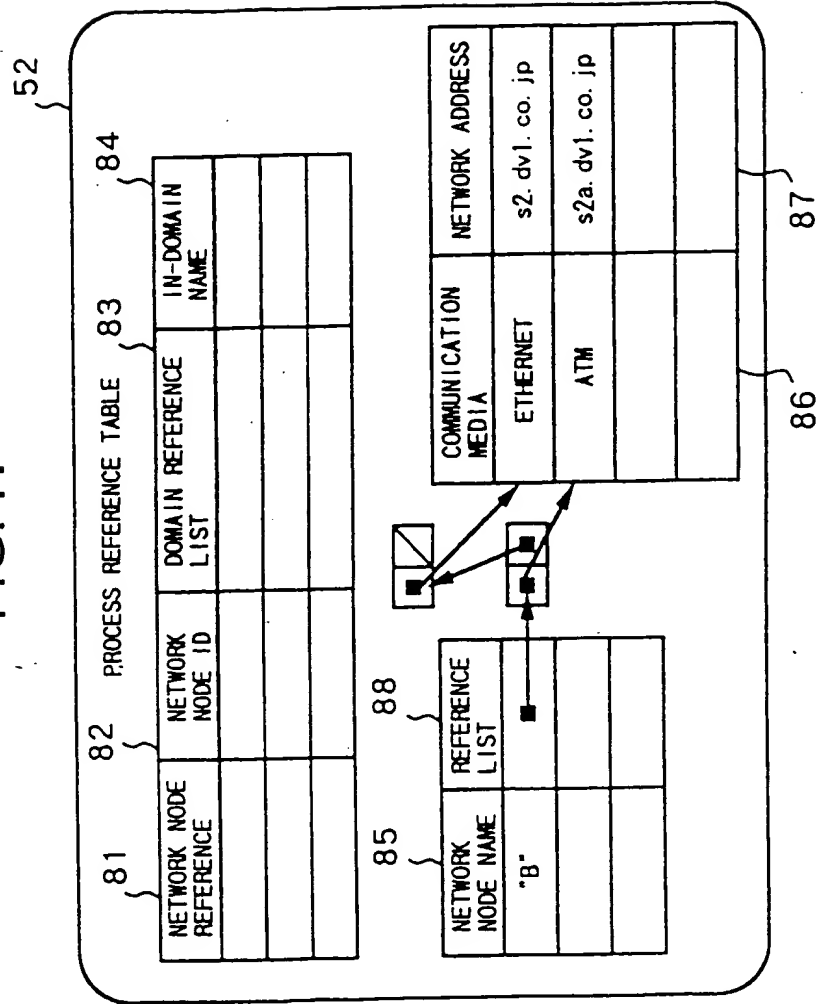 52
PROCESS REFERENCE TABLE
81
82
83
84
NETWORK NODE
REFERENCE
NETWORK
NODE ID
DOMAIN REFERENCE
LIST
IN-DOMAIN
NAME
85
88
NETWORK
NODE NAME
REFERENCE
LIST
"B"
COMMUNICATION
MEDIA
NETWORK ADDRESS
ETHERNET
s2. dv1. co. jp
ATM
s2a. dv1. co. jp
86
87